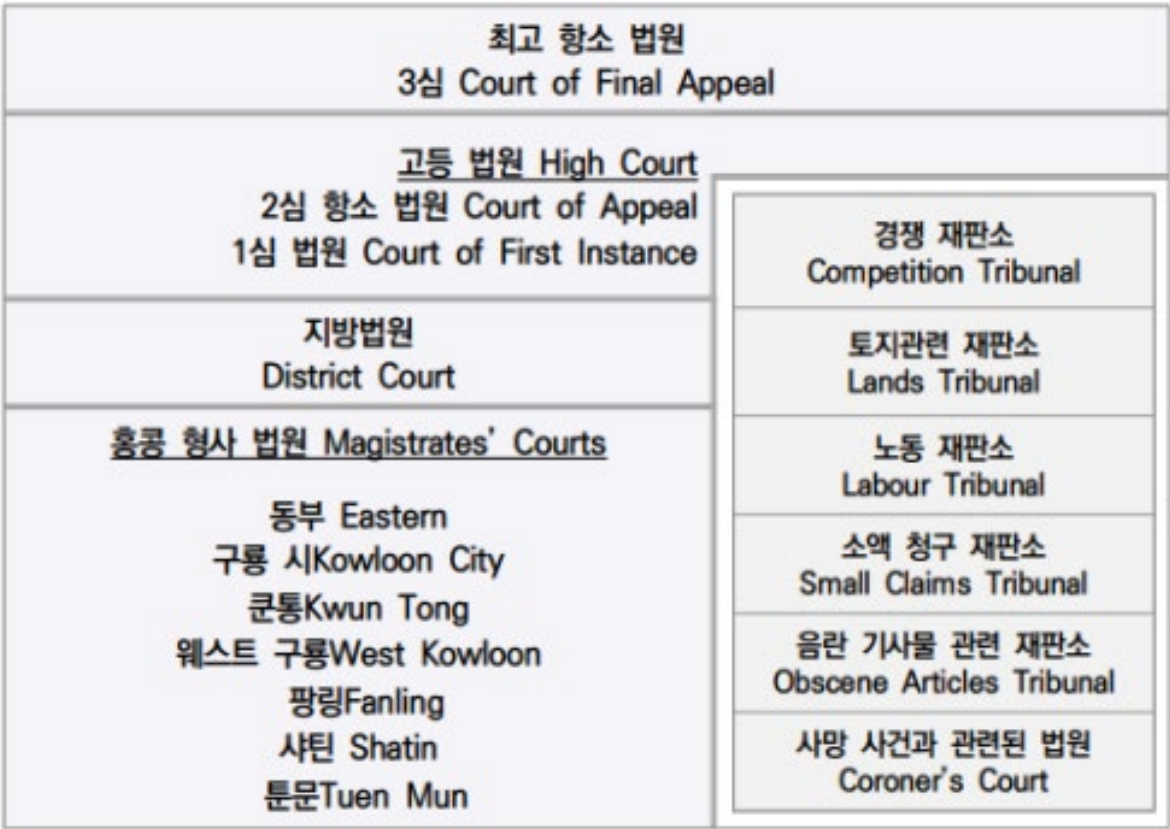 최고 항소 법원
3심 Court of Final Appeal
고등 법원 High Court
2심 항소 법원 Court of Appeal
1심 법원 Court of First Instance
지방법원
District Court
홍콩 형사 법원 Magistrates' Courts
동부 Eastern
구룡 시Kowloon City
쿤통Kwun Tong
웨스트 구룡West Kowloon
팡링Fanling
샤틴 Shatin
툰문Tuen Mun
경쟁 재판소
Competition Tribunal
토지관련 재판소
Lands Tribunal
노동 재판소
Labour Tribunal
소액 청구 재판소
Small Claims Tribunal
음란 기사물 관련 재판소
Obscene Articles Tribunal
사망 사건과 관련된 법원
Coroner's Court